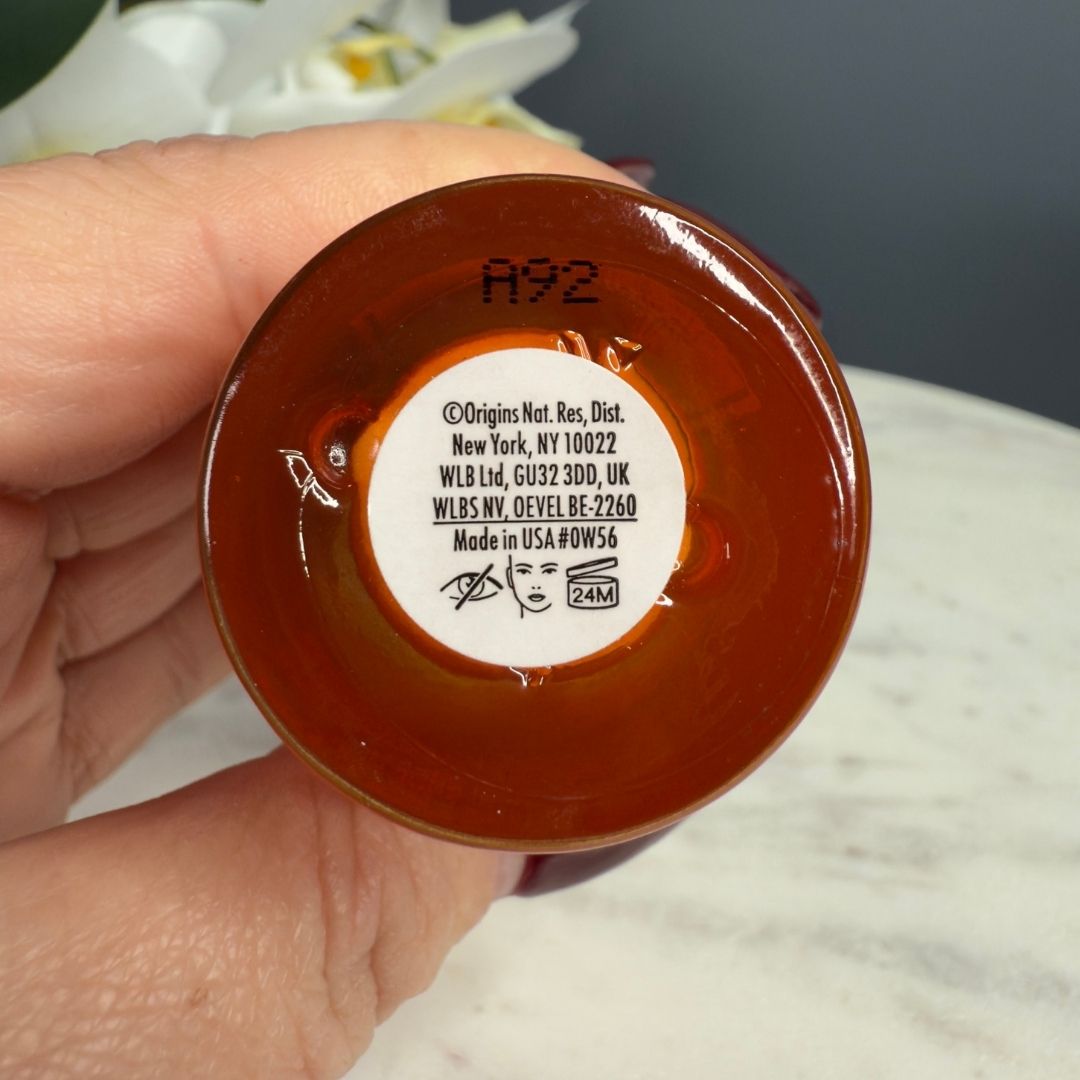 A92
©Origins Nat. Res, Dist.
New York, NY 10022
WLB Ltd, GU32 3DD, UK
WLBS NV, OEVEL BE-2260
Made in USA #0W56
24M